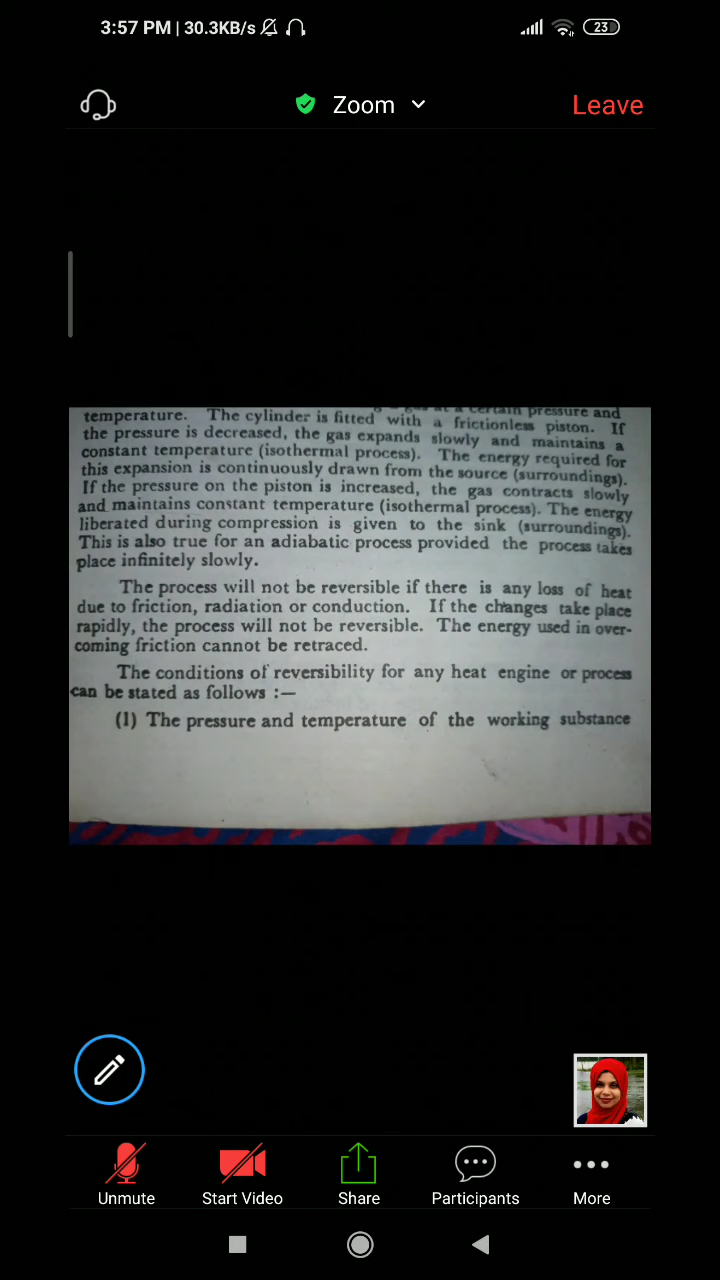 3:57 PM | 30.3KB/s
23
Zoom
Leave
at a certain pressure and
temperature. The cylinder is fitted with a frictionless piston. If
the pressure is decreased, the gas expands slowly and maintains a
constant temperature (isothermal process). The energy required for
this expansion is continuously drawn from the source (surroundings).
If the pressure on the piston is increased, the gas contracts slowly
and maintains constant temperature (isothermal process). The energy
liberated during compression is given to the sink (surroundings).
This is also true for an adiabatic process provided the process takes
place infinitely slowly.
The process will not be reversible if there is any loss of heat
due to friction, radiation or conduction. If the changes take place
rapidly, the process will not be reversible. The energy used in over-
coming friction cannot be retraced.
The conditions of reversibility for any heat engine or process
can be stated as follows :—
(1) The pressure and temperature of the working substance
Unmute
Start Video
Share
Participants
More